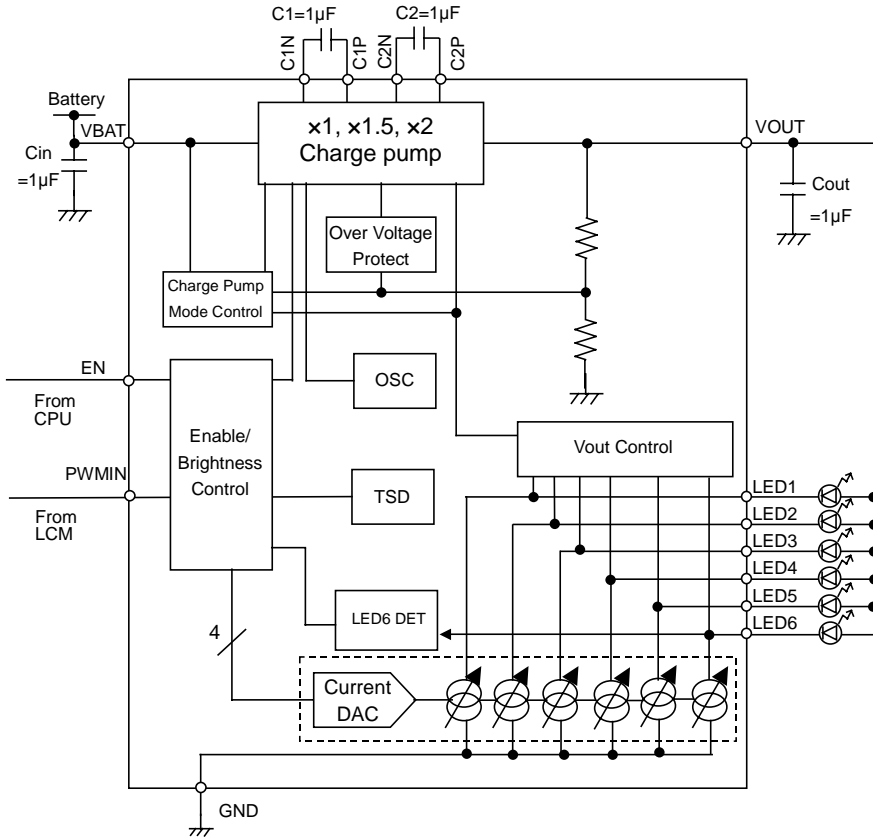 C1=1μF
C2=1μF
C1N
C1P
C2N
C2P
Battery
VBAT
×1, ×1.5, ×2
Charge pump
VOUT
Cin
=1μF
Cout
=1μF
Over Voltage
Protect
Charge Pump
Mode Control
EN
From
CPU
OSC
Enable/
Brightness
Control
Vout Control
PWMIN
From
LCM
TSD
LED1
LED2
LED3
LED4
LED5
LED6
LED6 DET
4
Current
DAC
GND